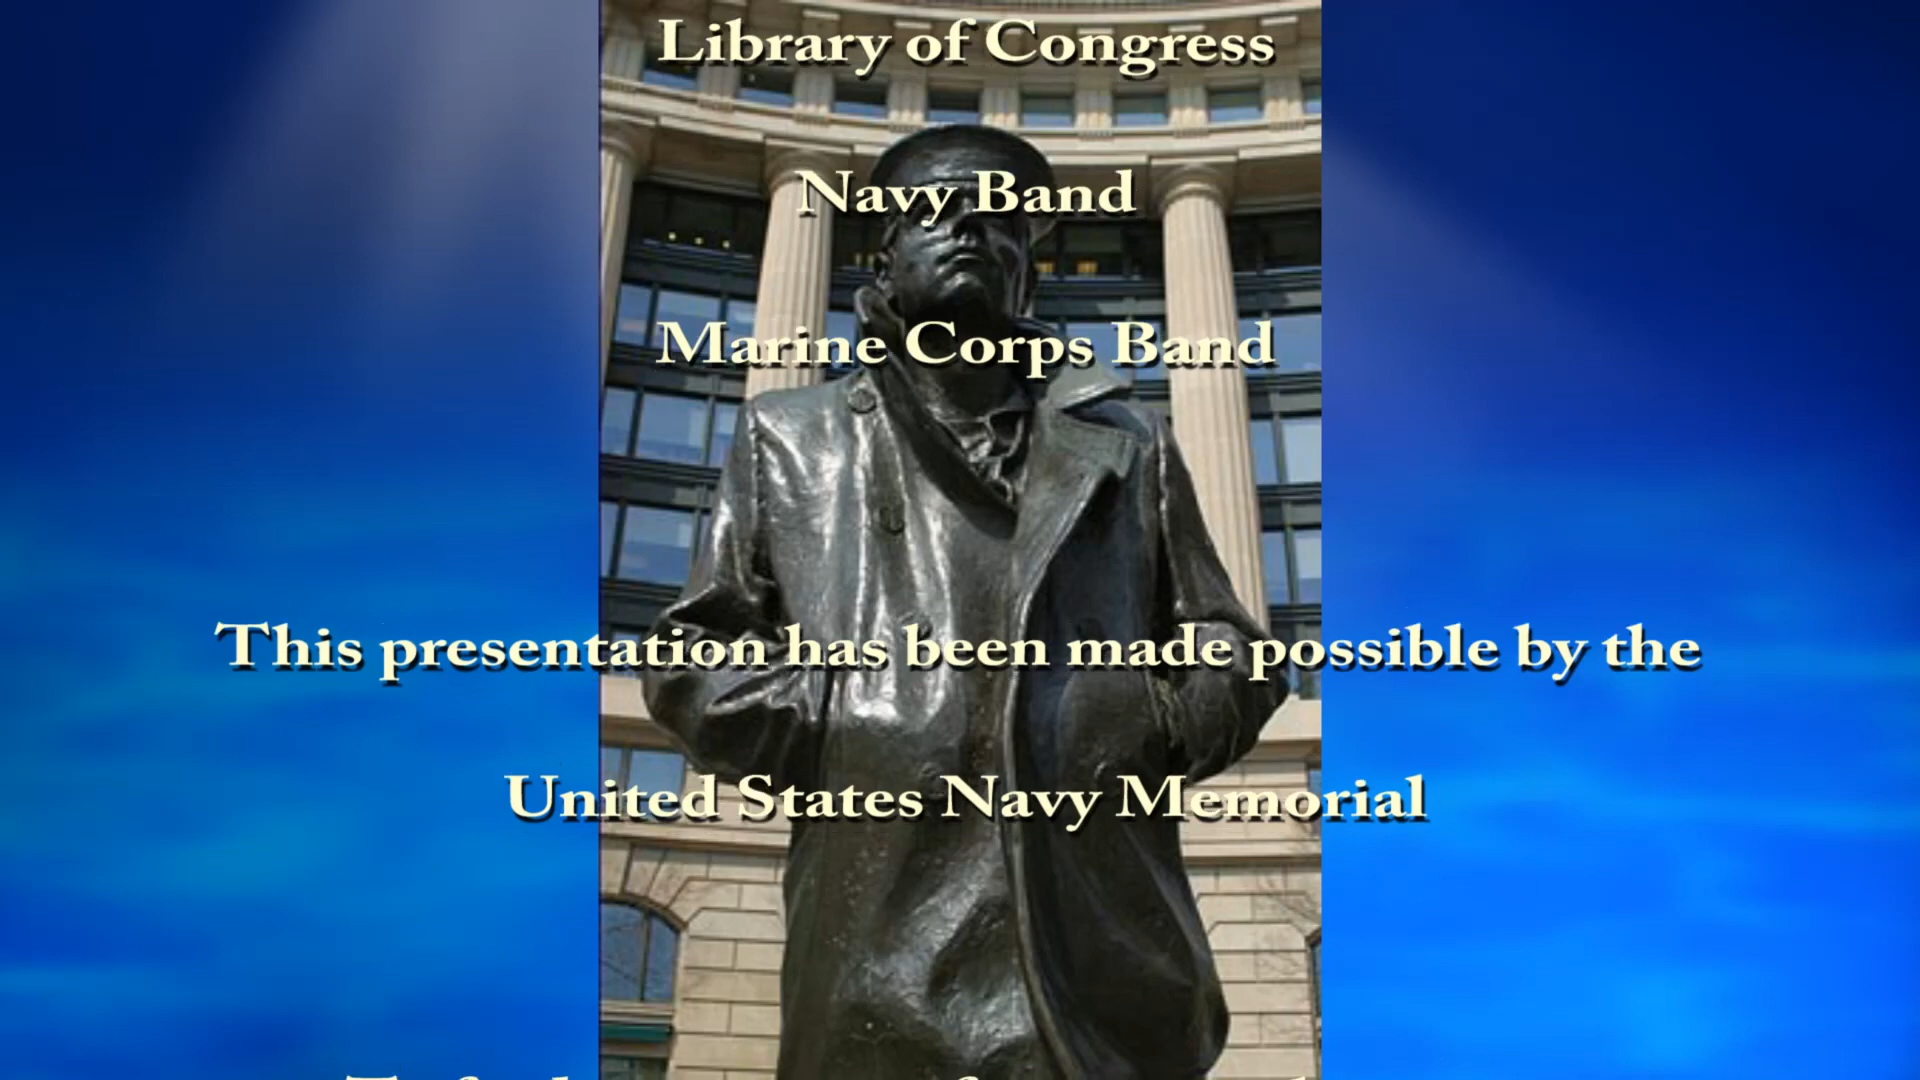 Library of Congress
Navy Band
Marine Corps Band
This presentation has been made possible by the
United States Navy Memorial